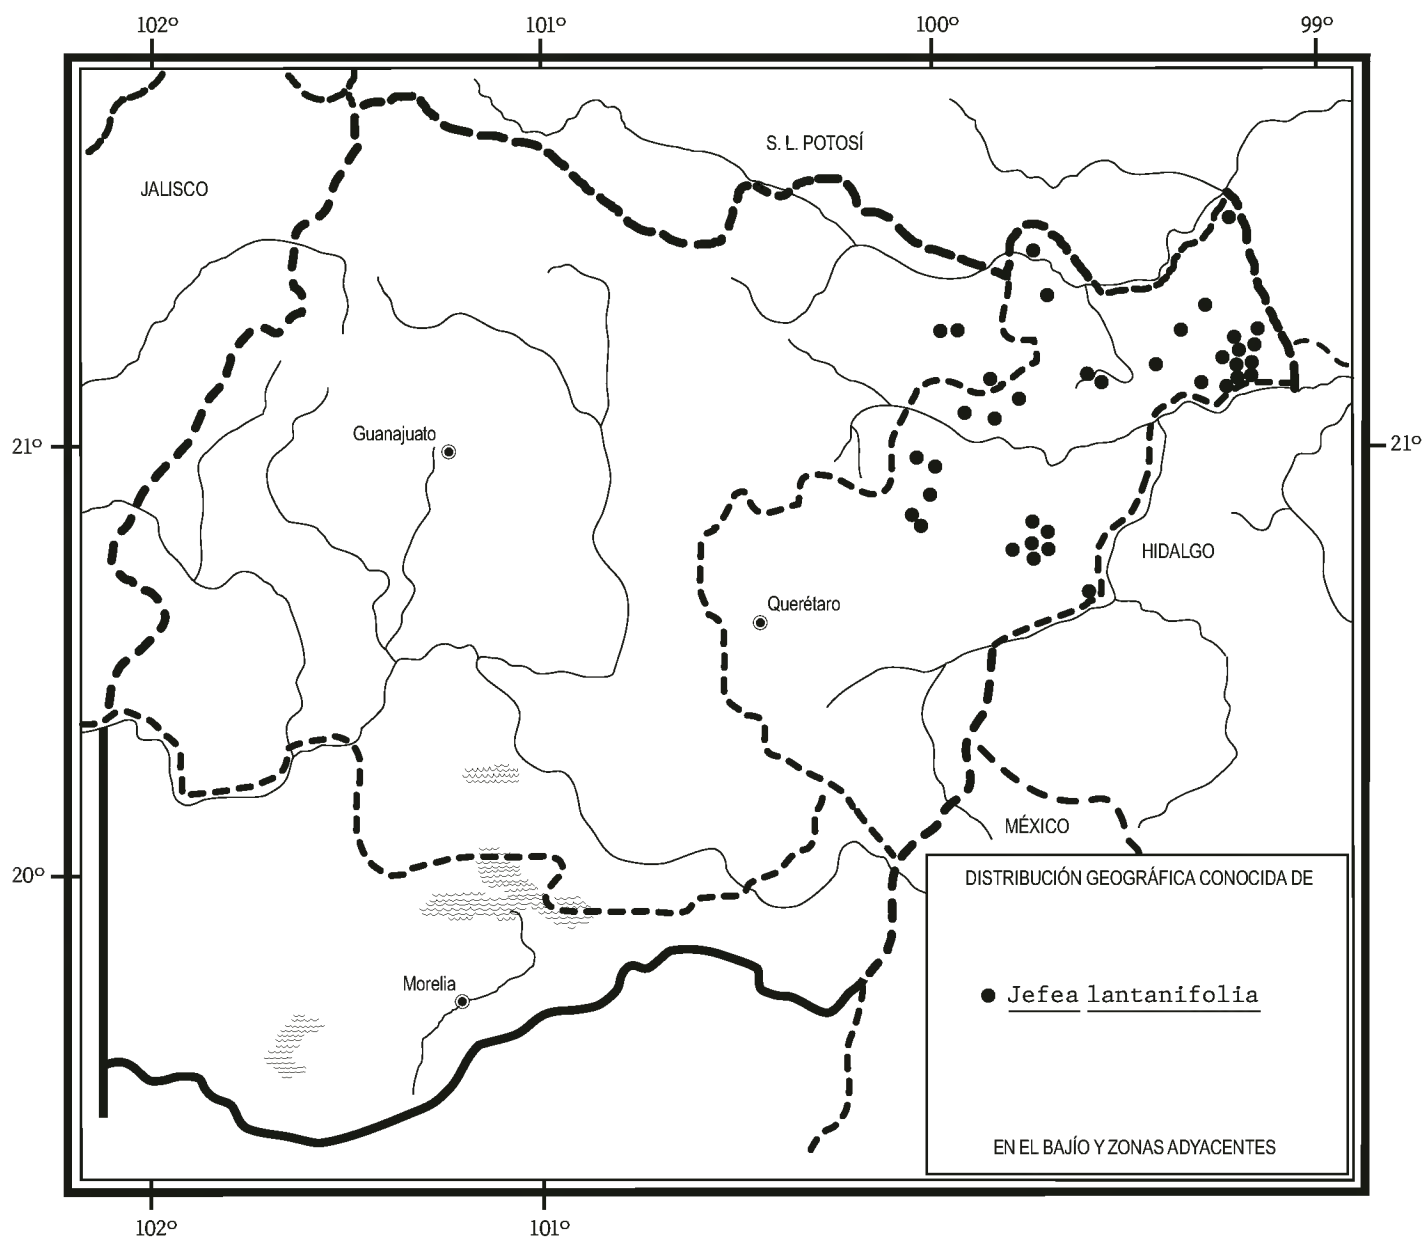 102º 101º 100º 99º
S. L. POTOSÍ
JALISCO
Guanajuato
21º 21º
HIDALGO
Querétaro
MÉXICO
20º
DISTRIBUCIÓN GEOGRÁFICA CONOCIDA DE
Morelia
Jefea lantanifolia
EN EL BAJÍO Y ZONAS ADYACENTES
102º 101º